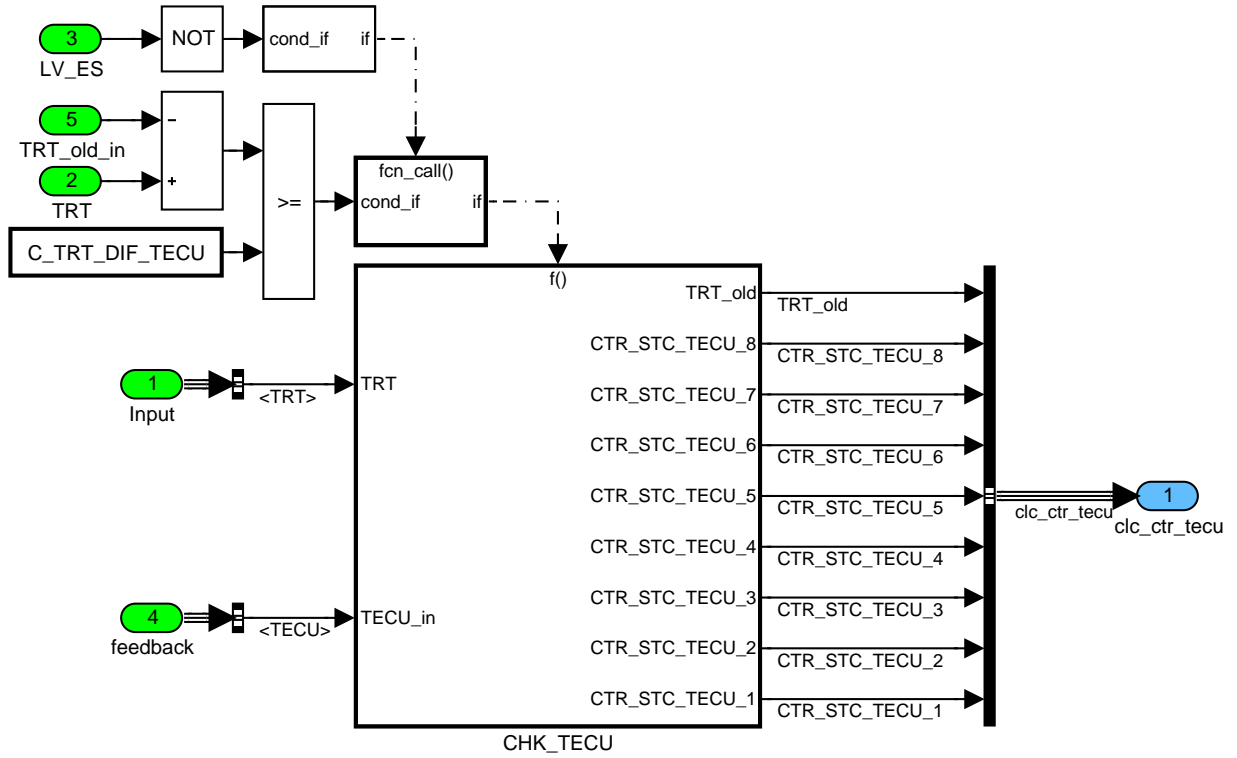 3
NOT
cond_if
if
LV_ES
5
−
TRT_old_in
fcn_call()
2
+
>=
cond_if
if
TRT
C_TRT_DIF_TECU
f()
TRT_old
TRT_old
CTR_STC_TECU_8
CTR_STC_TECU_8
1
TRT
<TRT>
Input
CTR_STC_TECU_7
CTR_STC_TECU_7
CTR_STC_TECU_6
CTR_STC_TECU_6
CTR_STC_TECU_5
CTR_STC_TECU_5
clc_ctr_tecu
1
clc_ctr_tecu
CTR_STC_TECU_4
CTR_STC_TECU_4
CTR_STC_TECU_3
CTR_STC_TECU_3
4
TECU_in
<TECU>
feedback
CTR_STC_TECU_2
CTR_STC_TECU_2
CTR_STC_TECU_1
CTR_STC_TECU_1
CHK_TECU